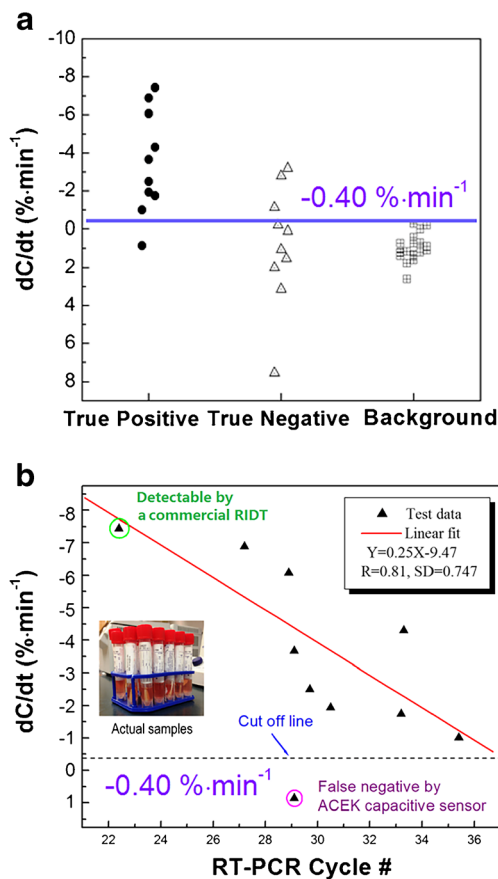 a
-10
-8
-6
-4
-2
0
2
4
6
8
dC/dt (%·min⁻¹)
-0.40 %·min⁻¹
True Positive
True Negative
Background
b
-8
-7
-6
-5
-4
-3
-2
-1
0
1
dC/dt (%·min⁻¹)
Detectable by
a commercial RIDT
Test data
Linear fit
Y=0.25X-9.47
R=0.81, SD=0.747
Actual samples
Cut off line
-0.40 %·min⁻¹
False negative by
ACEK capacitive sensor
22 24 26 28 30 32 34 36
RT-PCR Cycle #